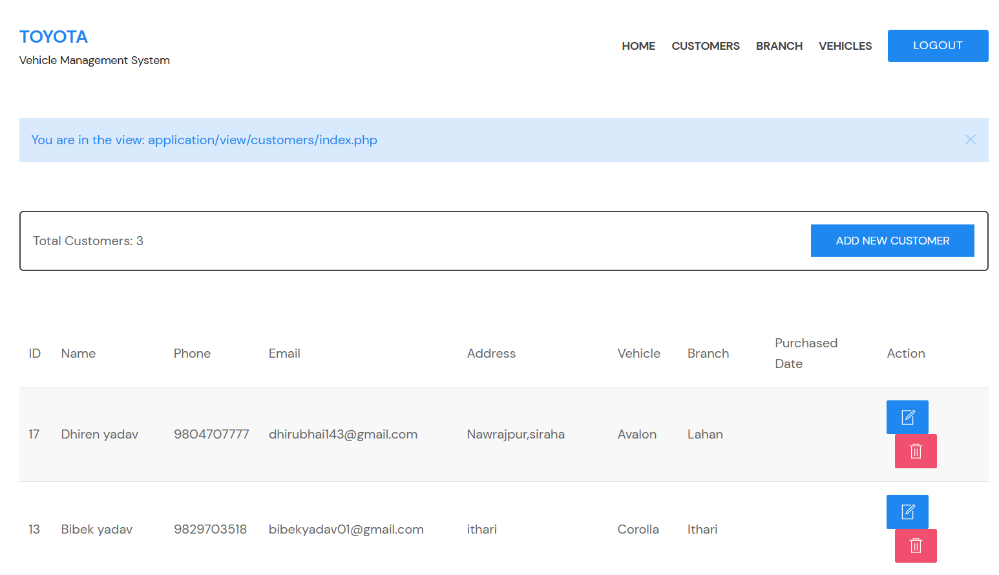 TOYOTA
Vehicle Management System
HOME CUSTOMERS BRANCH VEHICLES LOGOUT
You are in the view: application/view/customers/index.php
Total Customers: 3 ADD NEW CUSTOMER
ID Name Phone Email Address Vehicle Branch Purchased Date Action
17 Dhiren yadav 9804707777 dhirubhai143@gmail.com Nawrajpur,siraha Avalon Lahan
13 Bibek yadav 9829703518 bibekyadav01@gmail.com ithari Corolla Ithari